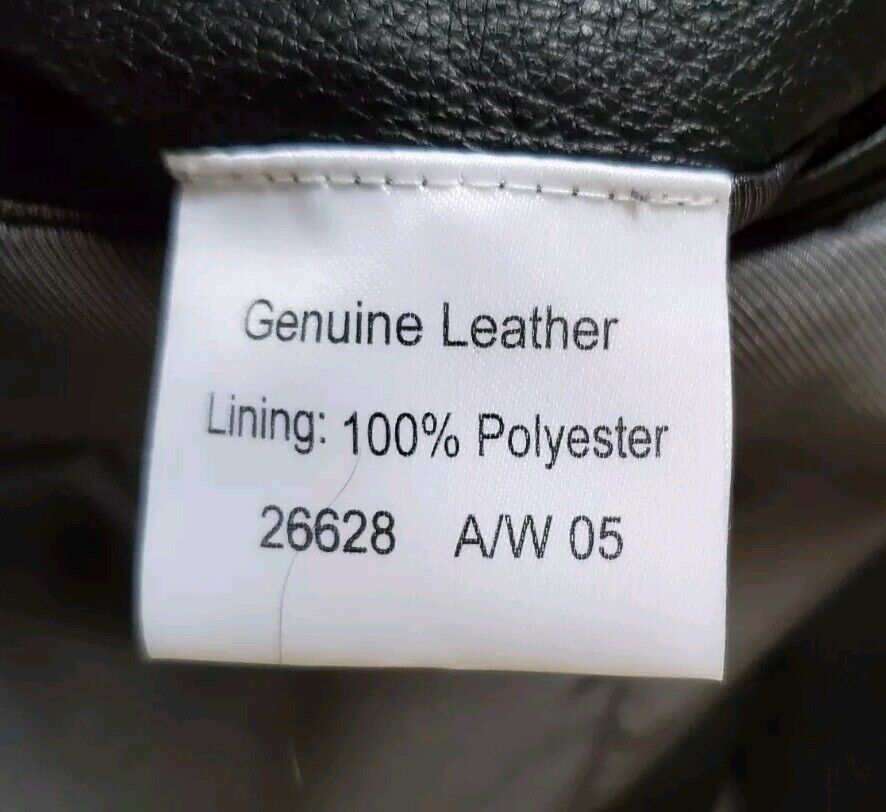 Genuine Leather
Lining: 100% Polyester
26628 A/W 05